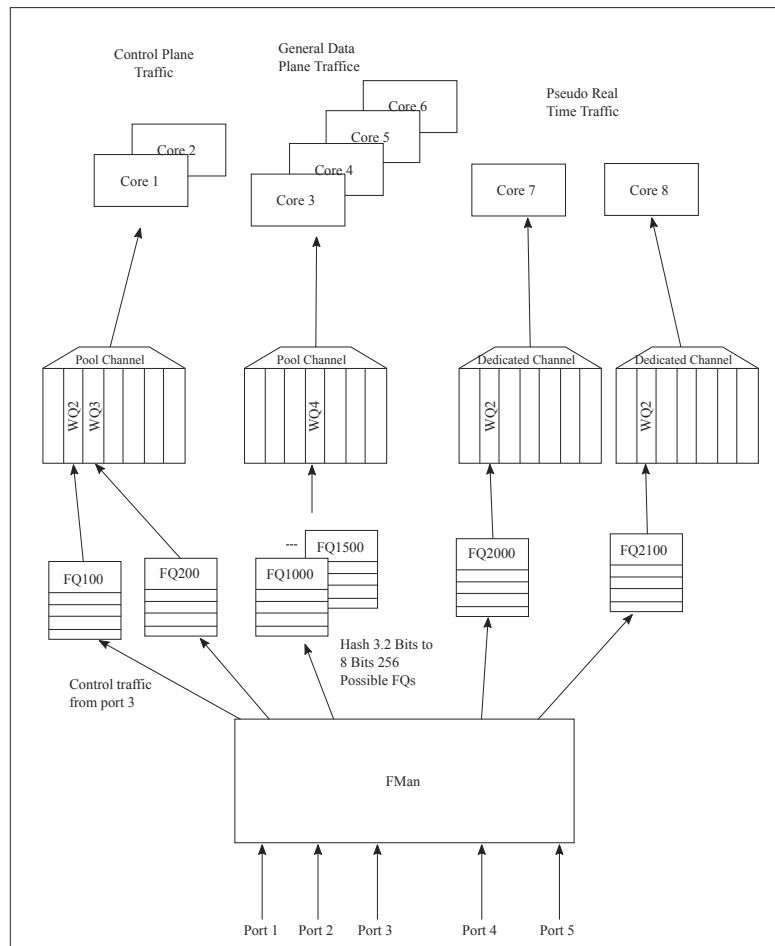 Control Plane
Traffic
General Data
Plane Traffice
Pseudo Real
Time Traffic
Core 6
Core 5
Core 4
Core 3
Core 2
Core 1
Core 7
Core 8
Pool Channel
Pool Channel
Dedicated Channel
Dedicated Channel
WQ2
WQ3
WQ4
WQ2
WQ2
FQ100
FQ200
---
FQ1500
FQ1000
FQ2000
FQ2100
Hash 3.2 Bits to
8 Bits 256
Possible FQs
Control traffic
from port 3
FMan
Port 1
Port 2
Port 3
Port 4
Port 5